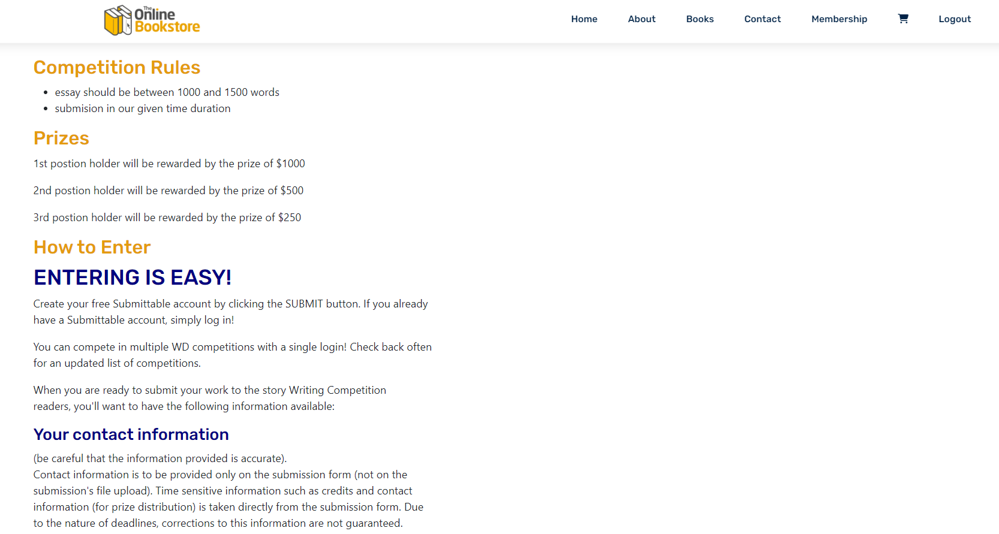 The
Online
Bookstore
Home About Books Contact Membership Logout
Competition Rules
• essay should be between 1000 and 1500 words
• submision in our given time duration
Prizes
1st postion holder will be rewarded by the prize of $1000
2nd postion holder will be rewarded by the prize of $500
3rd postion holder will be rewarded by the prize of $250
How to Enter
ENTERING IS EASY!
Create your free Submittable account by clicking the SUBMIT button. If you already
have a Submittable account, simply log in!
You can compete in multiple WD competitions with a single login! Check back often
for an updated list of competitions.
When you are ready to submit your work to the story Writing Competition
readers, you'll want to have the following information available:
Your contact information
(be careful that the information provided is accurate).
Contact information is to be provided only on the submission form (not on the
submission's file upload). Time sensitive information such as credits and contact
information (for prize distribution) is taken directly from the submission form. Due
to the nature of deadlines, corrections to this information are not guaranteed.